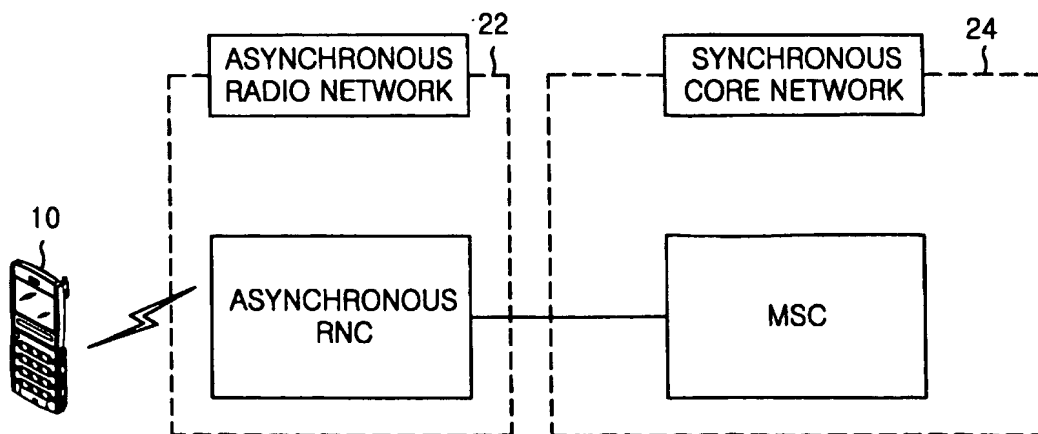 ASYNCHRONOUS
RADIO NETWORK
22
SYNCHRONOUS
CORE NETWORK
24
10
ASYNCHRONOUS
RNC
MSC